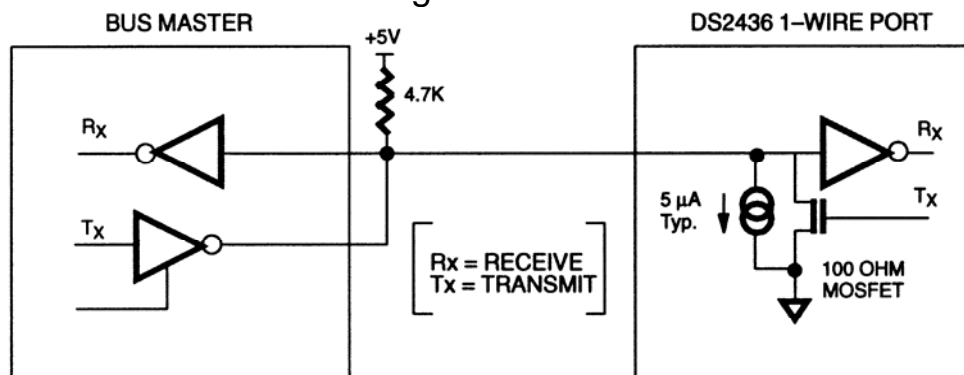 BUS MASTER
DS2436 1–WIRE PORT
+5V
4.7K
RX
RX
TX
TX
5 µA
Typ.
RX = RECEIVE
TX = TRANSMIT
100 OHM
MOSFET